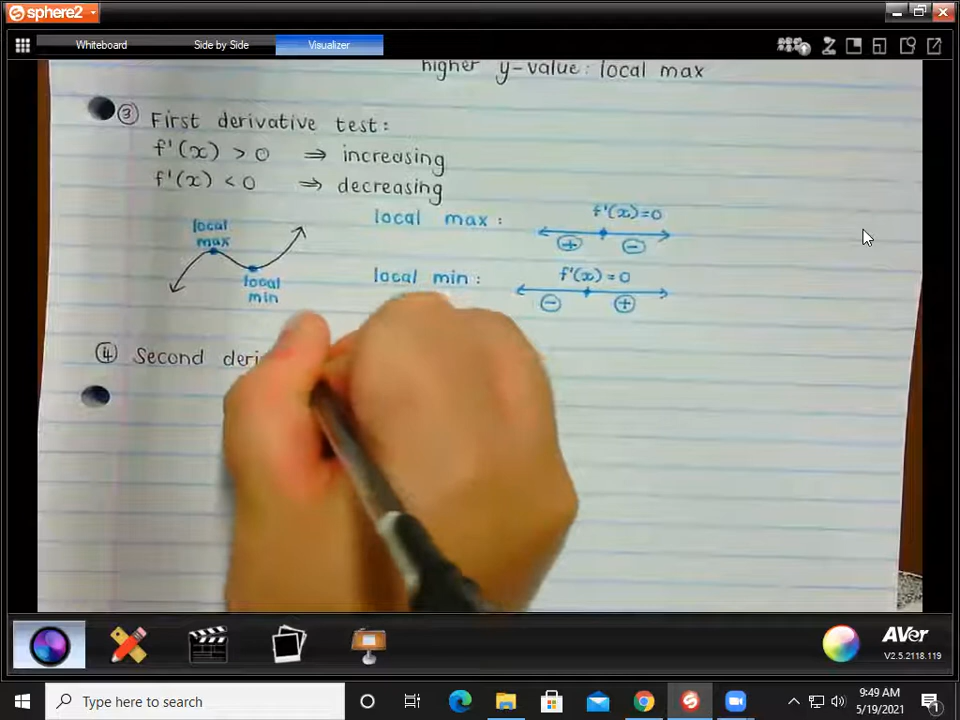 sphere2
Whiteboard
Side by Side
Visualizer
higher y-value: local max
③ First derivative test:
f'(x) > 0 ⇒ increasing
f'(x) < 0 ⇒ decreasing
local max
local min
local max: f'(x)=0
+ −
local min: f'(x)=0
− +
④ Second deri
AVer
V2.5.2118.119
Type here to search
9:49 AM
5/19/2021
1